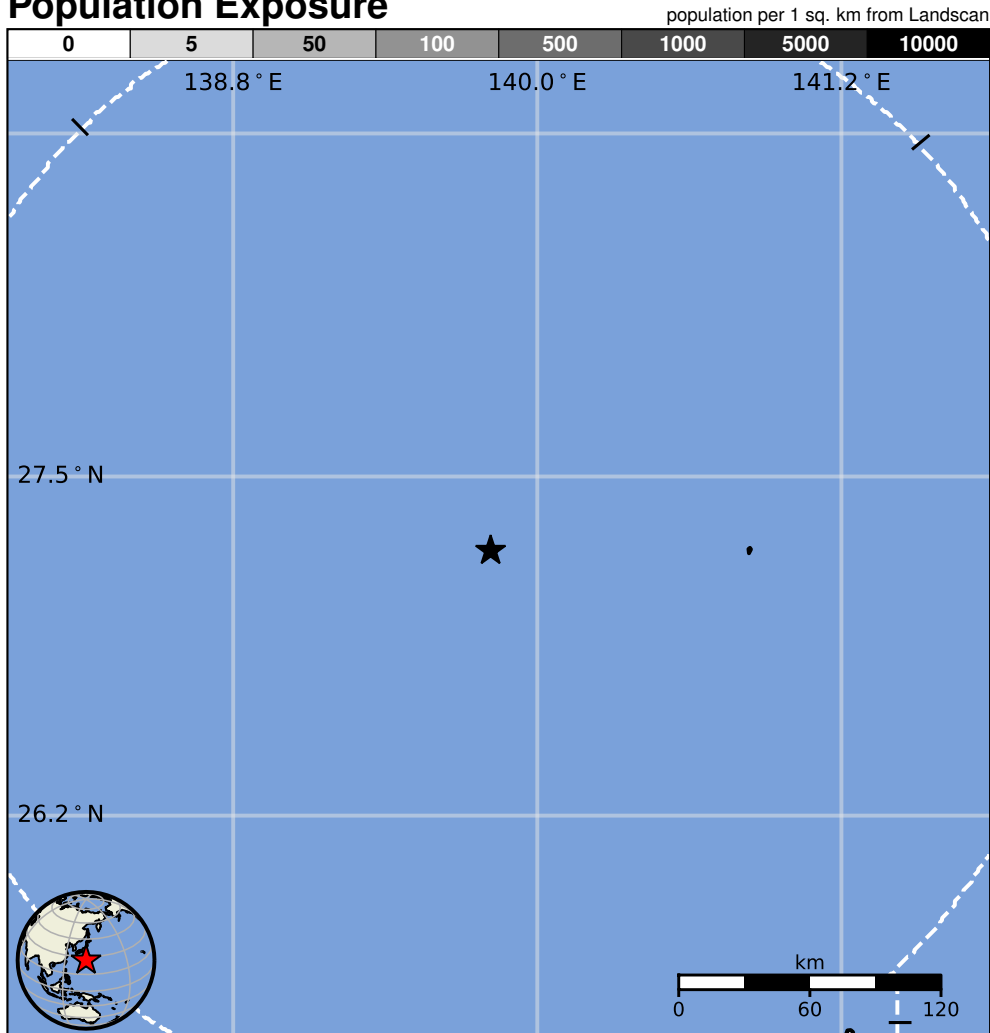 Population Exposure
population per 1 sq. km from Landscan
0 5 50 100 500 1000 5000 10000
138.8°E 140.0°E 141.2°E
27.5°N
26.2°N
km
0 60 120